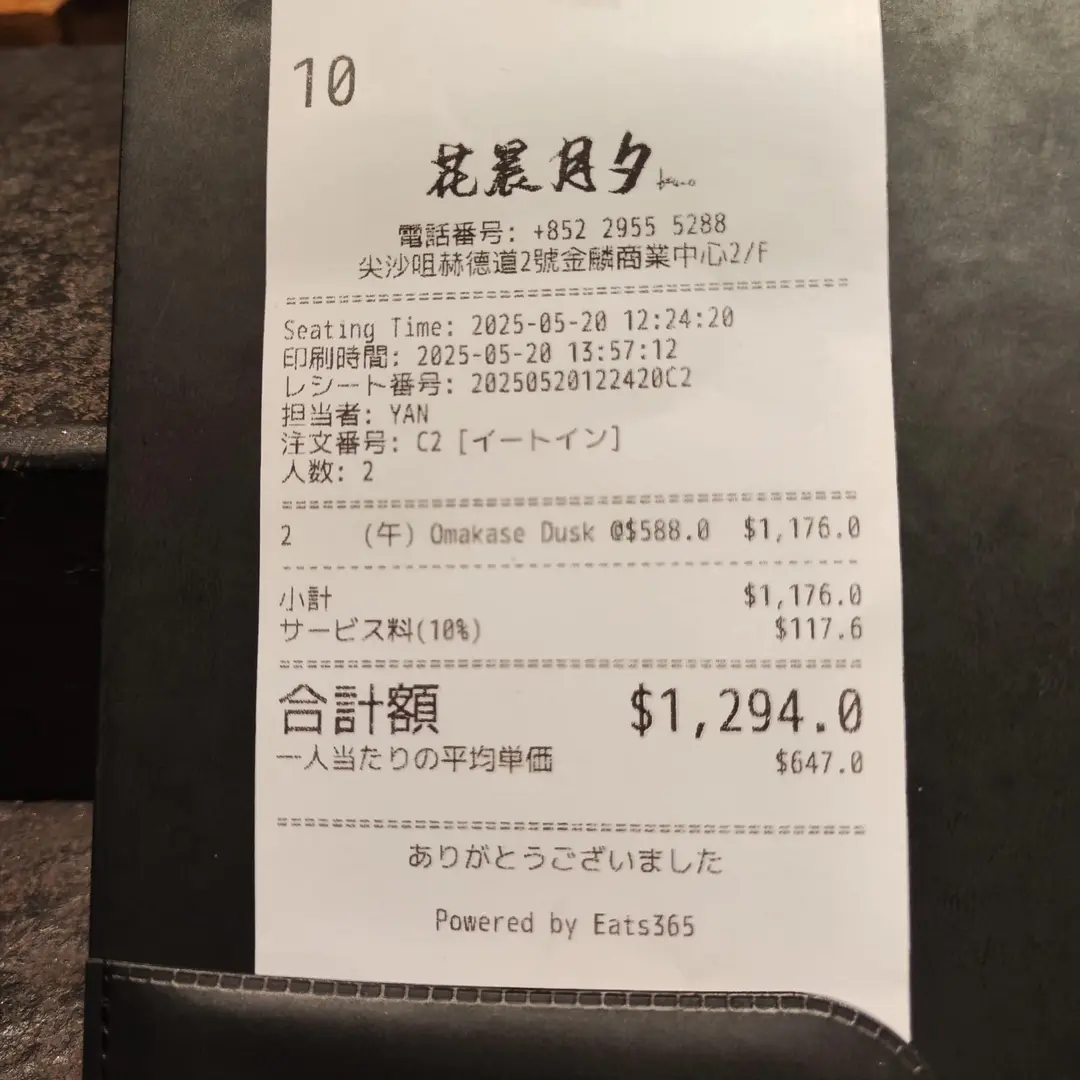 10
花晨月夕
電話番号: +852 2955 5288
尖沙咀赫德道2號金麟商業中心2/F
Seating Time: 2025-05-20 12:24:20
印刷時間: 2025-05-20 13:57:12
レシート番号: 20250520122420C2
担当者: YAN
注文番号: C2 [イートイン]
人数: 2
2 (午) Omakase Dusk @$588.0 $1,176.0
小計 $1,176.0
サービス料(10%) $117.6
合計額 $1,294.0
一人当たりの平均単価 $647.0
ありがとうございました
Powered by Eats365